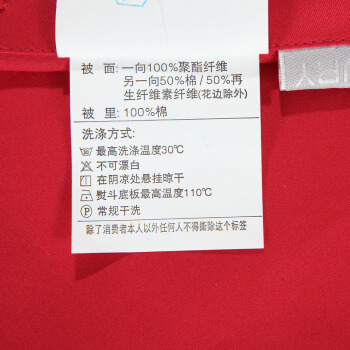 被 面: 一向100%聚酯纤维
另一向50%棉 / 50%再
生纤维素纤维(花边除外)
被 里: 100%棉
洗涤方式:
最高洗涤温度30℃
不可漂白
在阴凉处悬挂晾干
熨斗底板最高温度110℃
Ⓟ 常规干洗
除了消费者本人以外任何人不得撕除这个标签